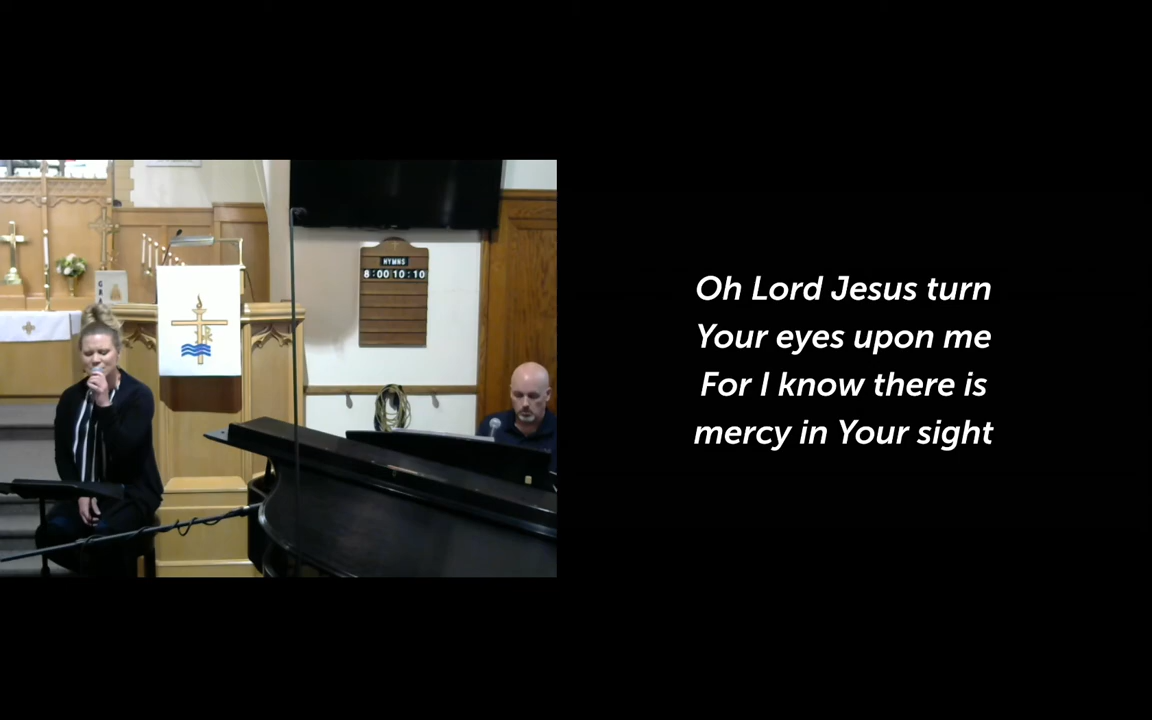 HYMNS
8:00 10:10
Oh Lord Jesus turn
Your eyes upon me
For I know there is
mercy in Your sight